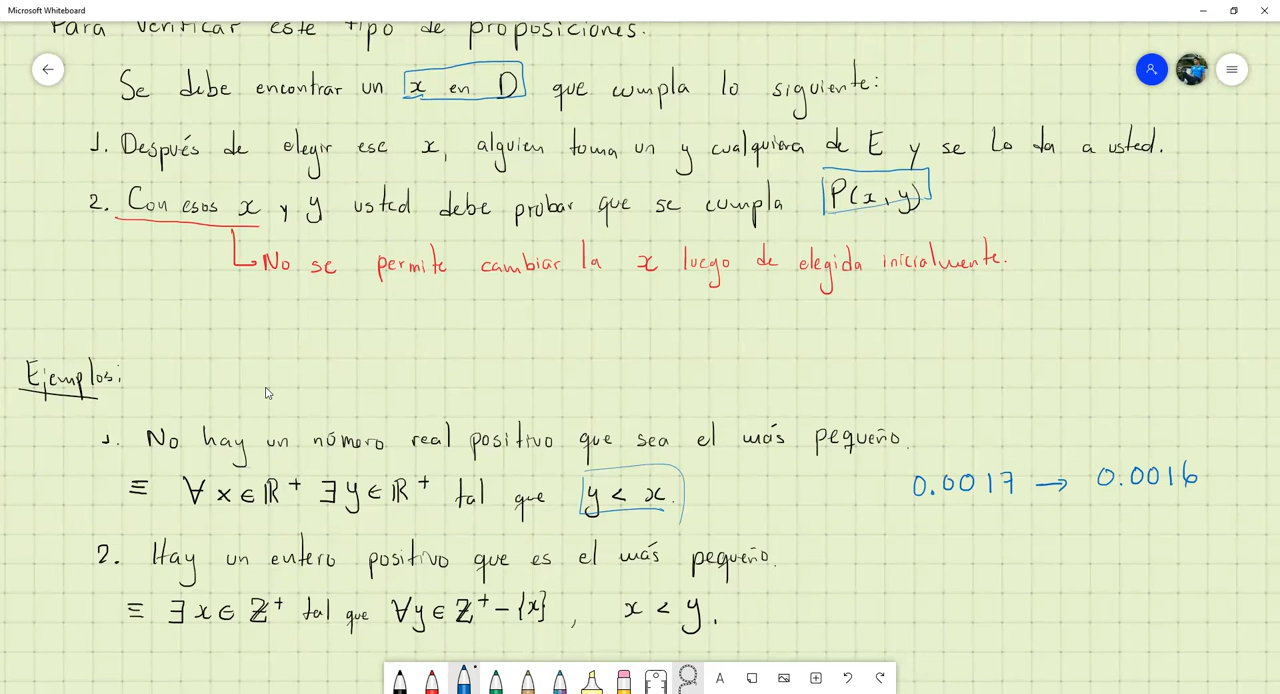 Microsoft Whiteboard
Para verificar este tipo de proposiciones.
Se debe encontrar un x en D que cumpla lo siguiente:
1. Después de elegir ese x, alguien toma un y cualquiera de E y se lo da a usted.
2. Con esos x y y usted debe probar que se cumpla P(x,y)
No se permite cambiar la x luego de elegida inicialmente.
Ejemplos:
1. No hay un número real positivo que sea el más pequeño.
≡ ∀ x ∈ ℝ⁺ ∃ y ∈ ℝ⁺ tal que y < x. 0.0017 → 0.0016
2. Hay un entero positivo que es el más pequeño.
≡ ∃ x ∈ ℤ⁺ tal que ∀ y ∈ ℤ⁺ - {x}, x < y.
A